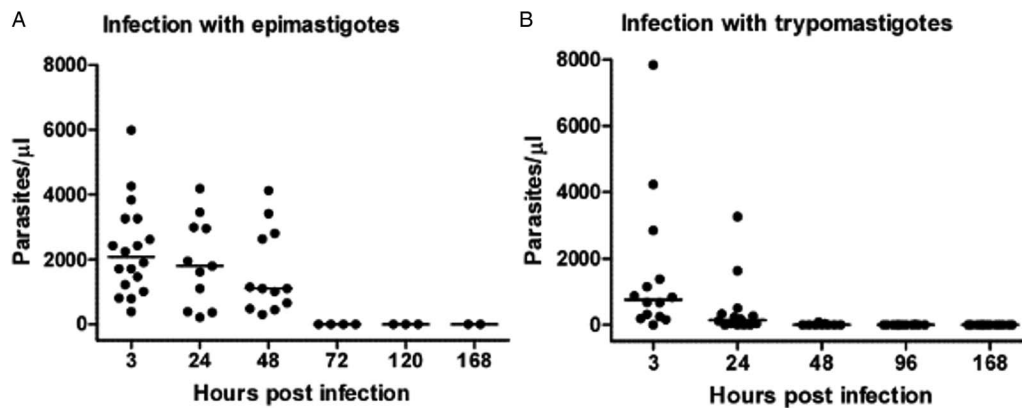 A
Infection with epimastigotes
8000
6000
4000
2000
0
Parasites/µl
3 24 48 72 120 168
Hours post infection
B
Infection with trypomastigotes
8000
6000
4000
2000
0
Parasites/µl
3 24 48 96 168
Hours post infection